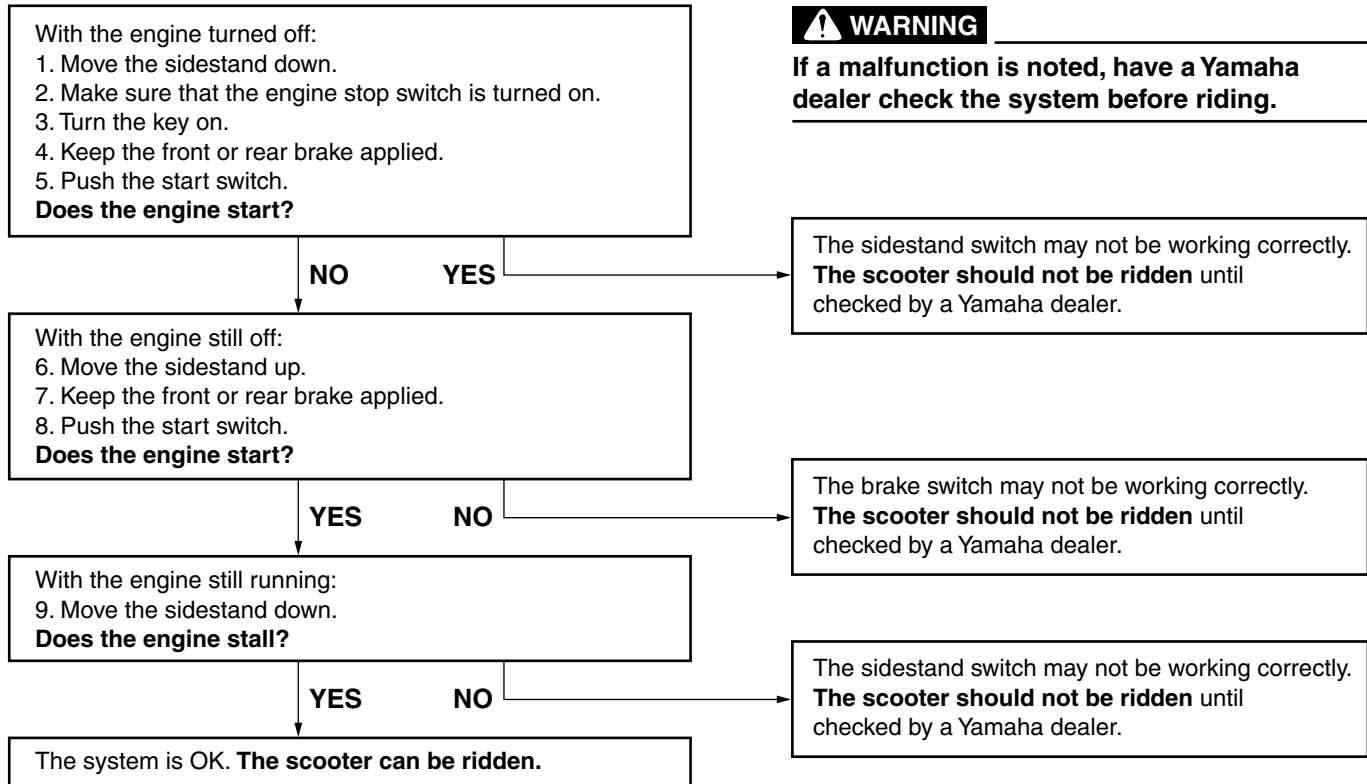 With the engine turned off:
1. Move the sidestand down.
2. Make sure that the engine stop switch is turned on.
3. Turn the key on.
4. Keep the front or rear brake applied.
5. Push the start switch.
Does the engine start?
WARNING
If a malfunction is noted, have a Yamaha
dealer check the system before riding.
NO YES
The sidestand switch may not be working correctly.
The scooter should not be ridden until
checked by a Yamaha dealer.
With the engine still off:
6. Move the sidestand up.
7. Keep the front or rear brake applied.
8. Push the start switch.
Does the engine start?
YES NO
The brake switch may not be working correctly.
The scooter should not be ridden until
checked by a Yamaha dealer.
With the engine still running:
9. Move the sidestand down.
Does the engine stall?
YES NO
The sidestand switch may not be working correctly.
The scooter should not be ridden until
checked by a Yamaha dealer.
The system is OK. The scooter can be ridden.